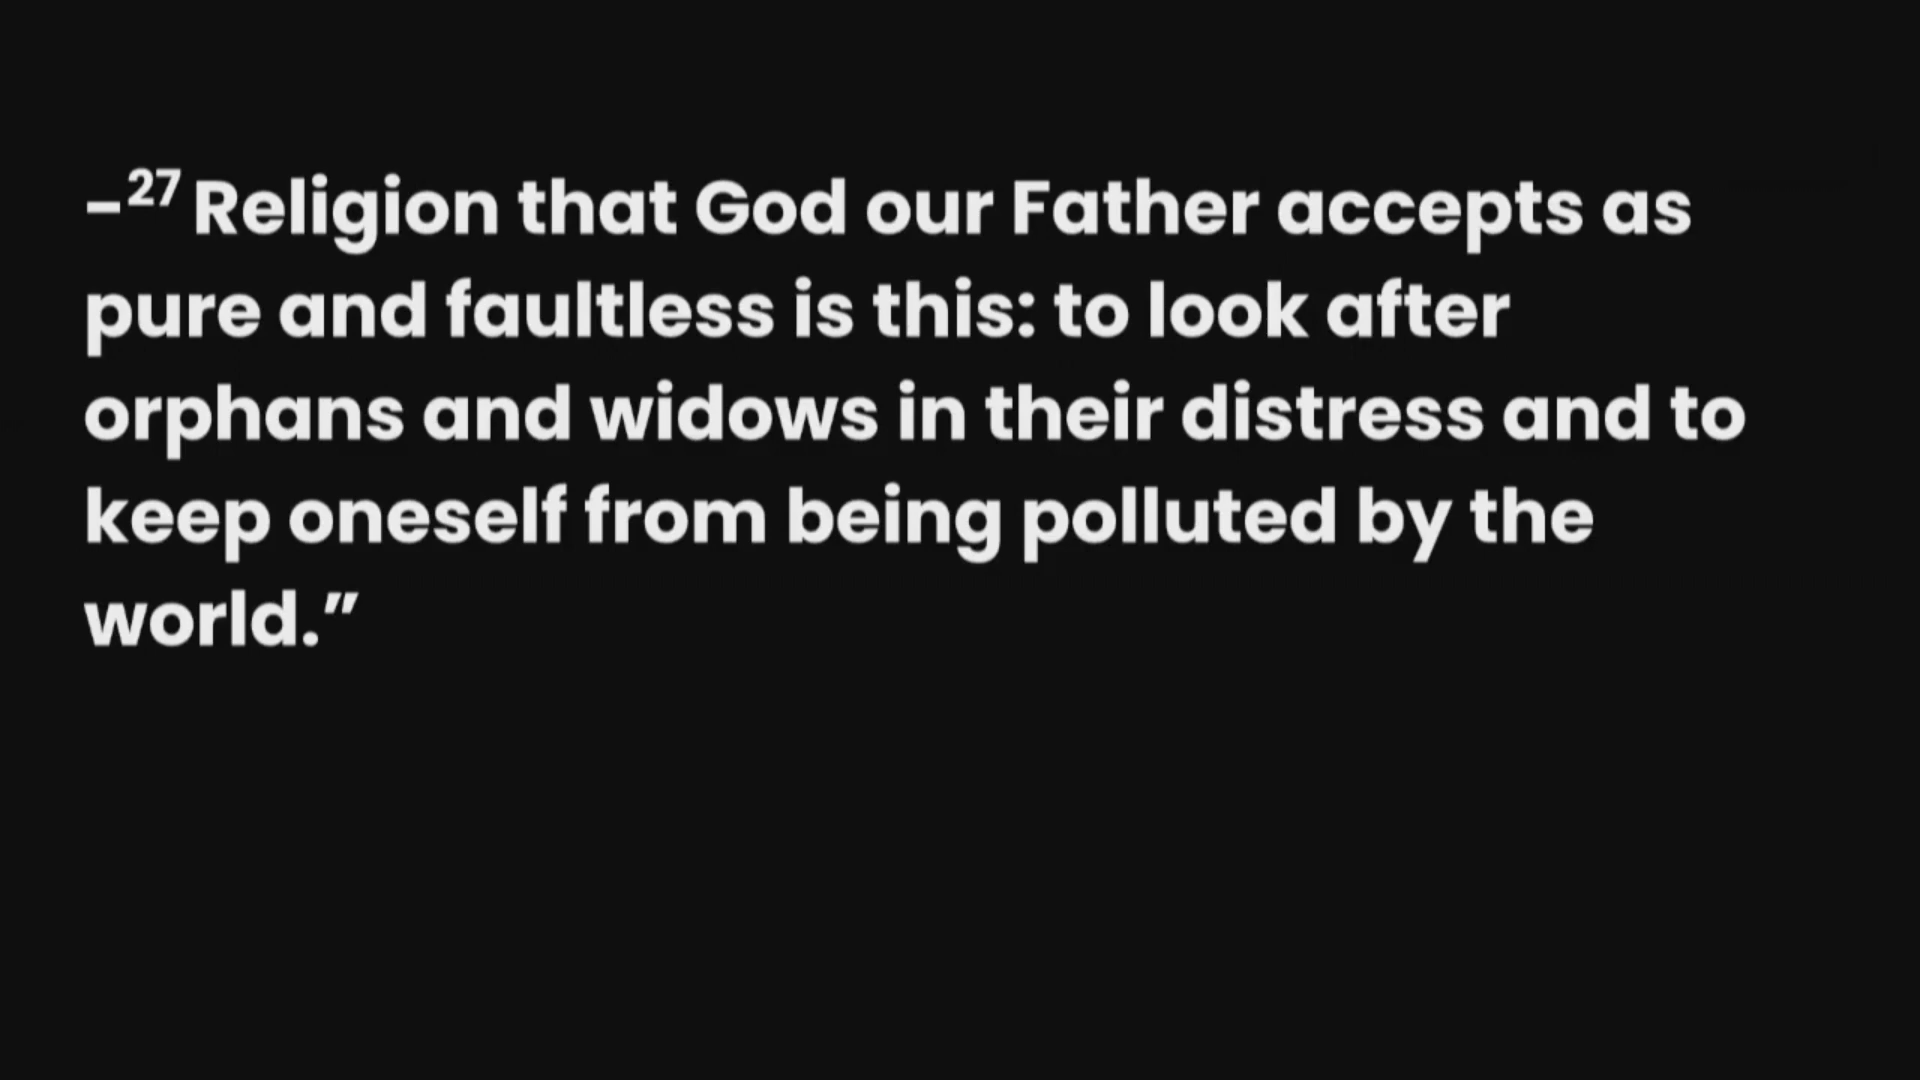 –²⁷ Religion that God our Father accepts as
pure and faultless is this: to look after
orphans and widows in their distress and to
keep oneself from being polluted by the
world.”